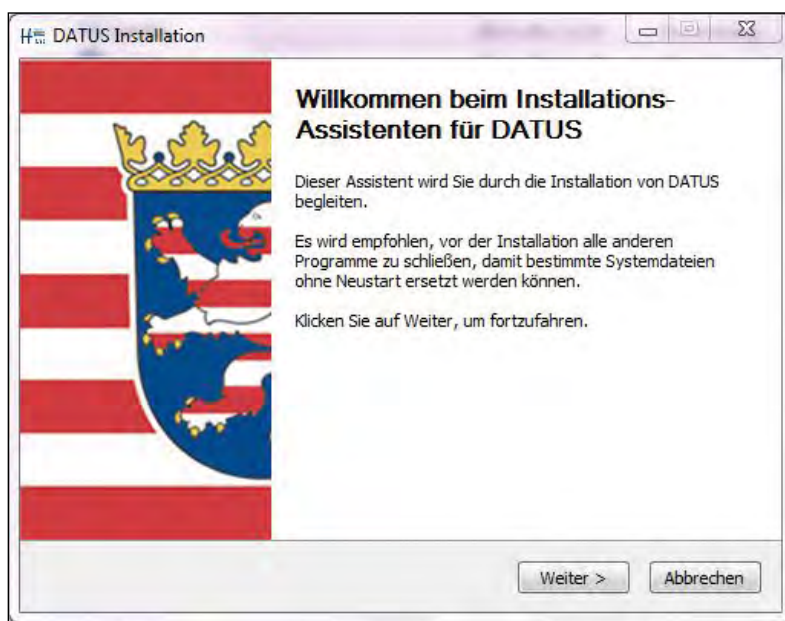 DATUS Installation
Willkommen beim Installations-
Assistenten für DATUS
Dieser Assistent wird Sie durch die Installation von DATUS
begleiten.
Es wird empfohlen, vor der Installation alle anderen
Programme zu schließen, damit bestimmte Systemdateien
ohne Neustart ersetzt werden können.
Klicken Sie auf Weiter, um fortzufahren.
Weiter >
Abbrechen